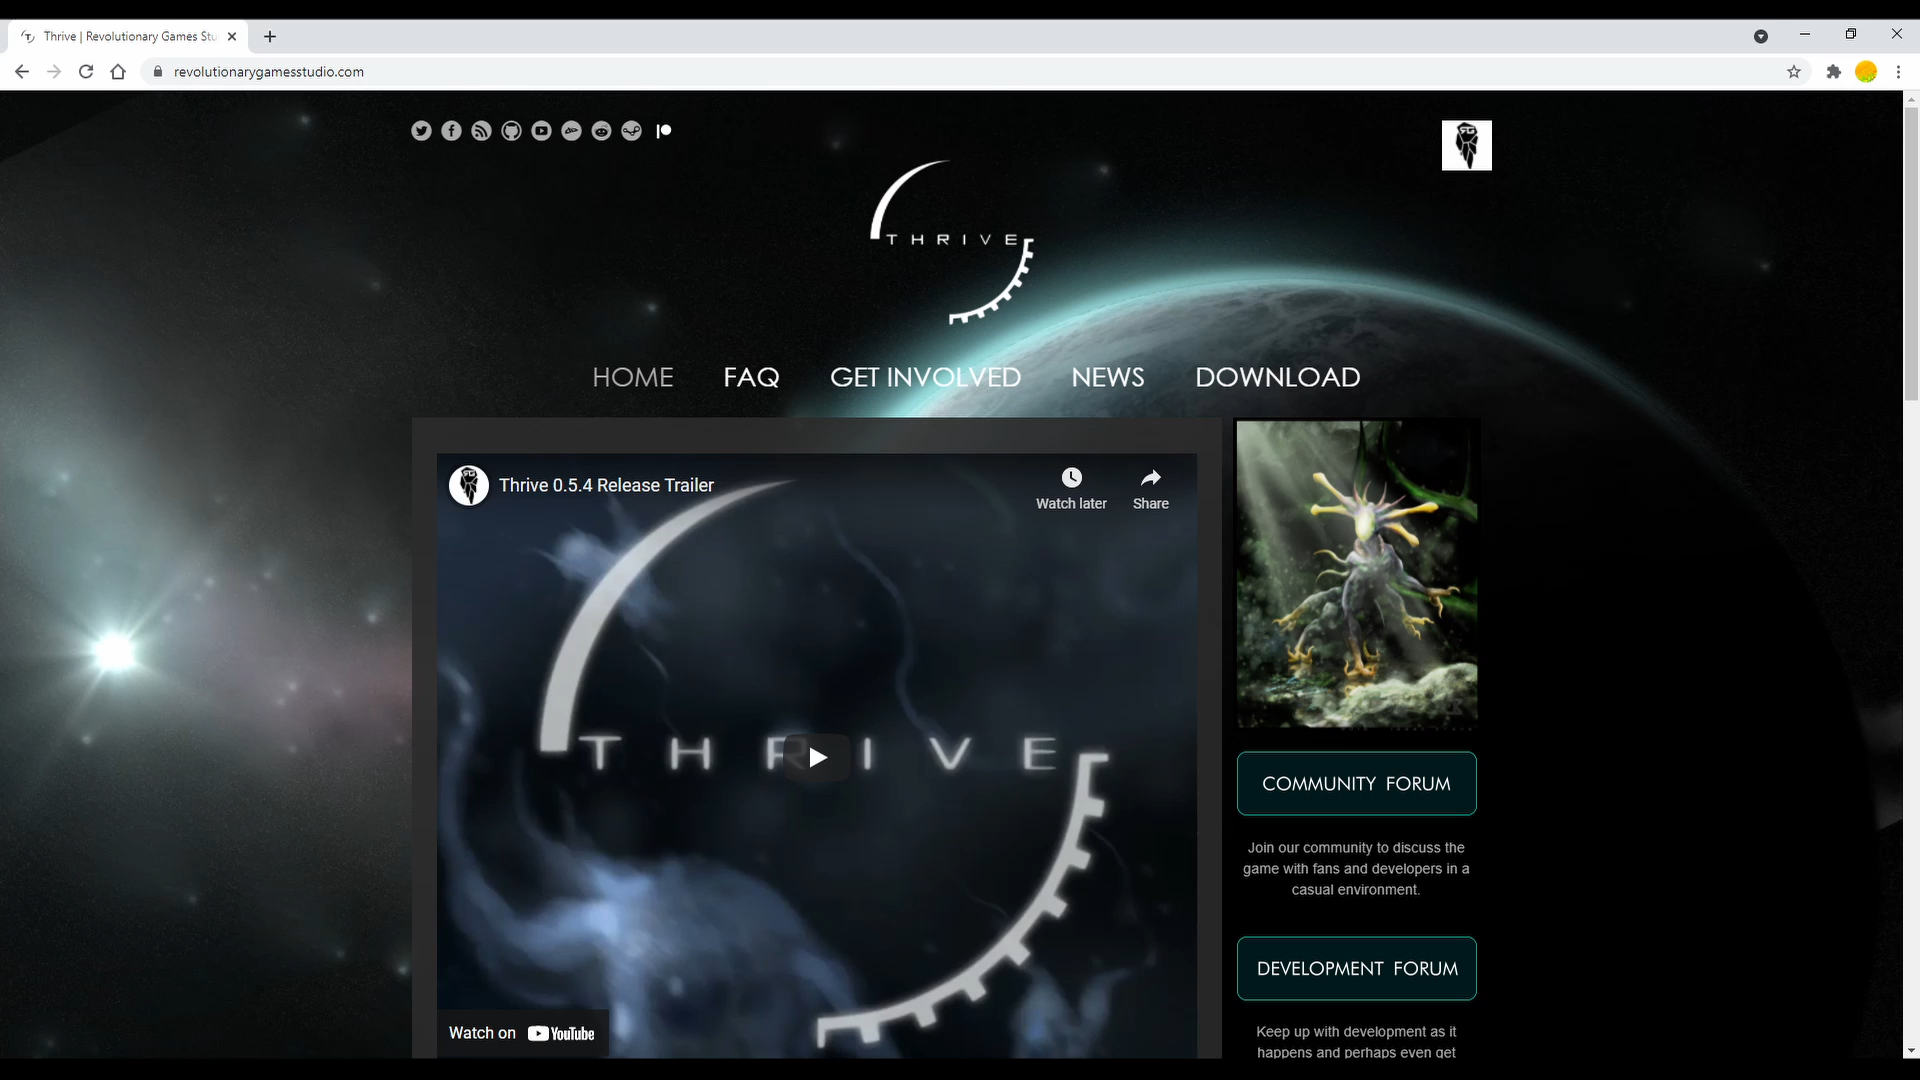 Thrive | Revolutionary Games Stu
revolutionarygamesstudio.com
THRIVE
HOME
FAQ
GET INVOLVED
NEWS
DOWNLOAD
Thrive 0.5.4 Release Trailer
Watch later
Share
THRIVE
Watch on YouTube
COMMUNITY FORUM
Join our community to discuss the
game with fans and developers in a
casual environment.
DEVELOPMENT FORUM
Keep up with development as it
happens and perhaps even get